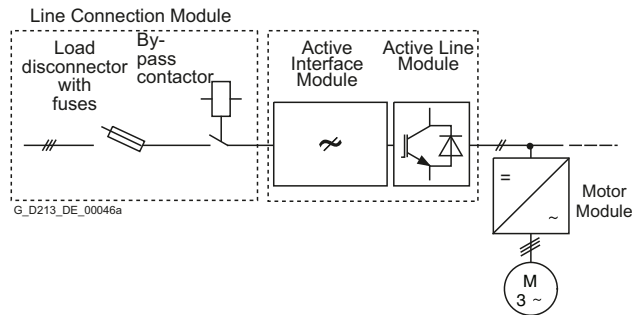 Line Connection Module
Load
disconnector
with
fuses
By-
pass
contactor
Active
Interface
Module
Active Line
Module
G_D213_DE_00046a
=
~
Motor
Module
M
3 ~